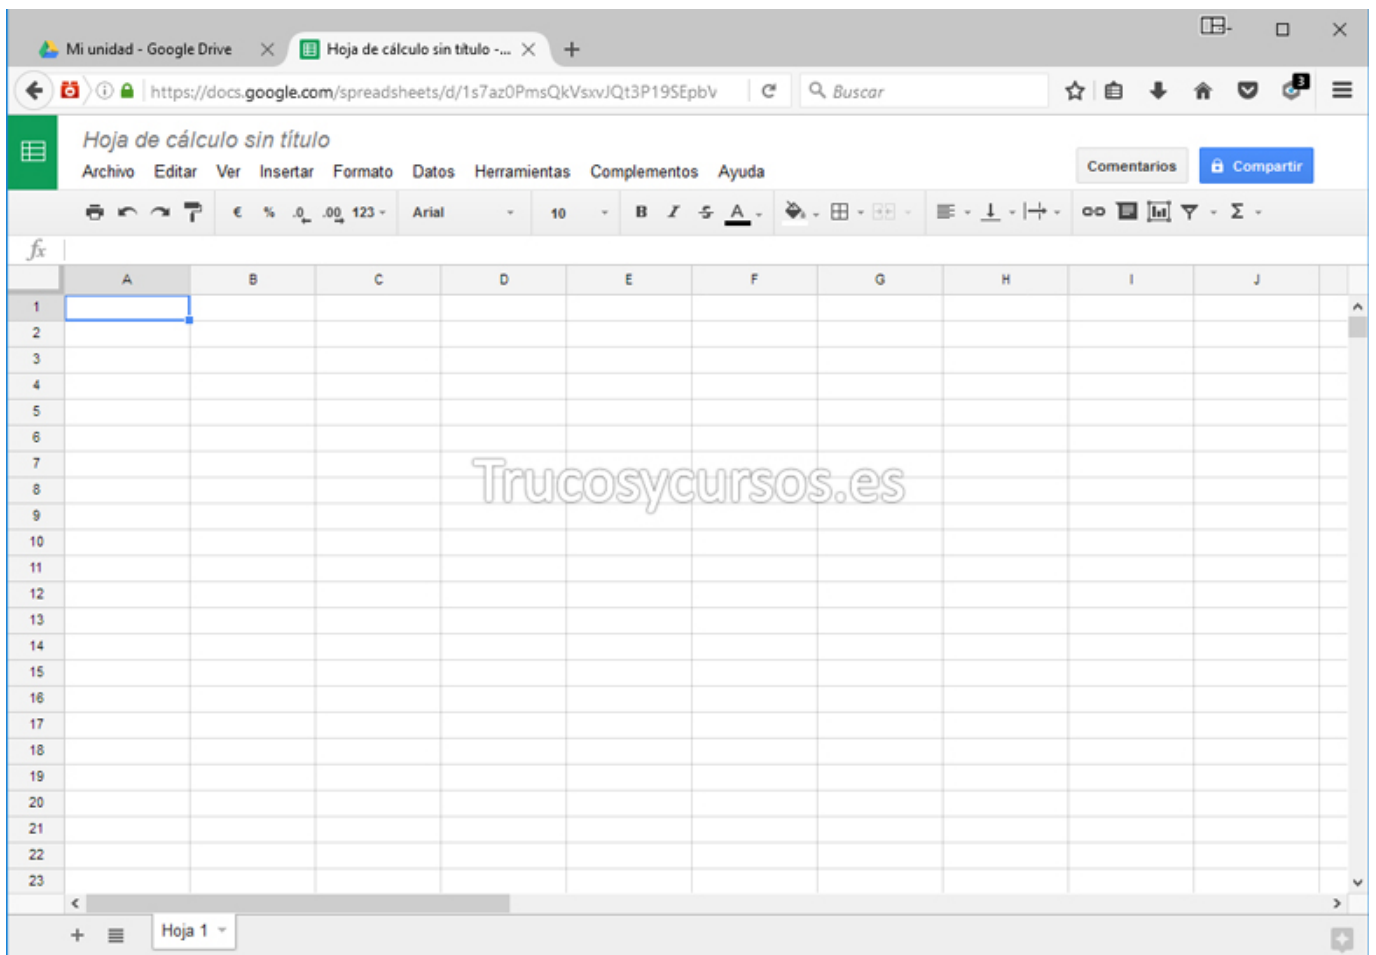 Mi unidad - Google Drive
Hoja de cálculo sin título -...
https://docs.google.com/spreadsheets/d/1s7az0PmsQkVsxvJQt3P19SEpbV
Buscar
3
Hoja de cálculo sin título
Archivo Editar Ver Insertar Formato Datos Herramientas Complementos Ayuda
Comentarios
Compartir
€ % .0 .00 123 Arial 10 B I S A Σ
fx
A B C D E F G H I J
1
2
3
4
5
6
7
8
9
10
11
12
13
14
15
16
17
18
19
20
21
22
23
Trucosycursos.es
Hoja 1